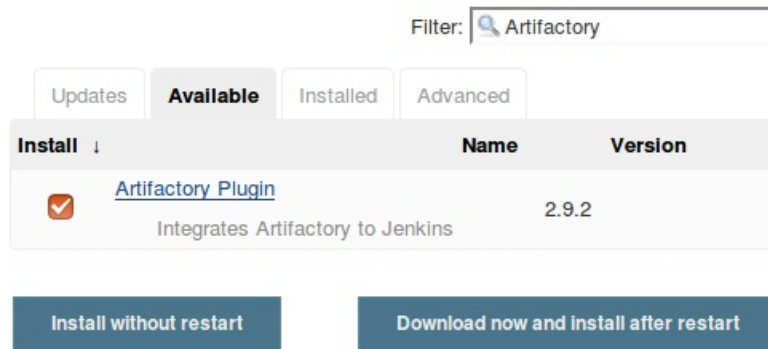 Filter: Artifactory
Updates Available Installed Advanced
Install ↓ Name Version
Artifactory Plugin
2.9.2
Integrates Artifactory to Jenkins
Install without restart Download now and install after restart